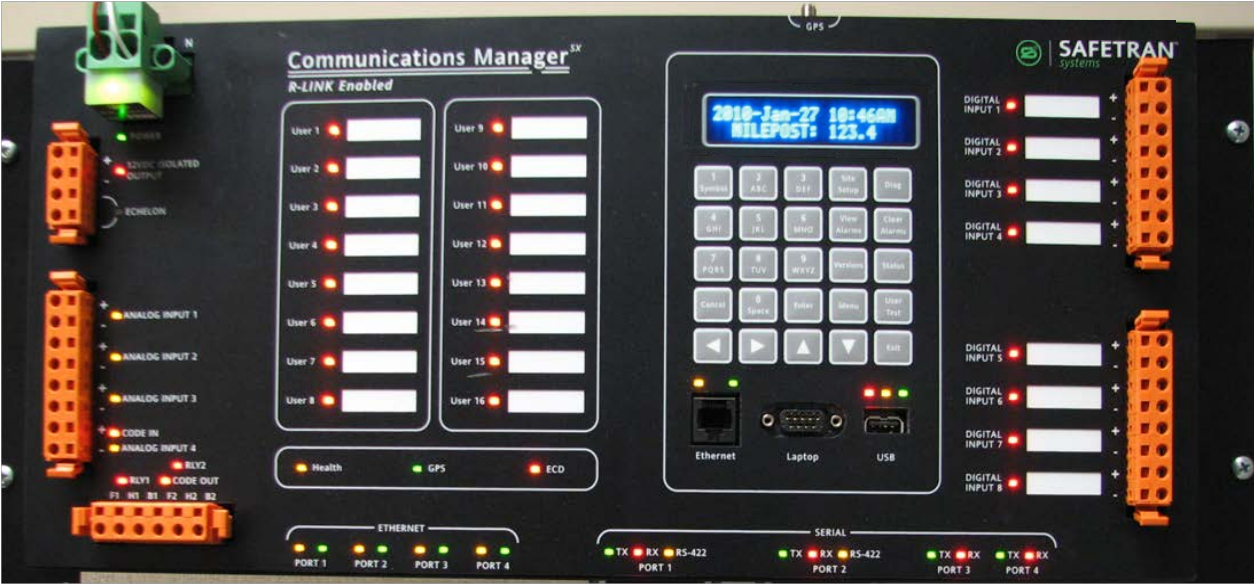 GPS
N
Communications Manager SX
R-LINK Enabled
SAFETRAN
systems
POWER
+
12VDC ISOLATED
OUTPUT
-
ECHELON
+
ANALOG INPUT 1
-
+
ANALOG INPUT 2
-
+
ANALOG INPUT 3
-
+ CODE IN
- ANALOG INPUT 4
RLY2
RLY1 CODE OUT
F1 H1 B1 F2 H2 B2
User 1
User 2
User 3
User 4
User 5
User 6
User 7
User 8
User 9
User 10
User 11
User 12
User 13
User 14
User 15
User 16
Health GPS ECD
2010-Jan-27 10:46AM
MILEPOST: 123.4
1 Symbol
2 ABC
3 DEF
Site Setup
Diag
4 GHI
5 JKL
6 MNO
View Alarms
Clear Alarms
7 PQRS
8 TUV
9 WXYZ
Versions
Status
Cancel
0 Space
Enter
Menu
User Test
Exit
Ethernet Laptop USB
DIGITAL
INPUT 1
+
-
DIGITAL
INPUT 2
+
-
DIGITAL
INPUT 3
+
-
DIGITAL
INPUT 4
+
-
DIGITAL
INPUT 5
+
-
DIGITAL
INPUT 6
+
-
DIGITAL
INPUT 7
+
-
DIGITAL
INPUT 8
+
-
ETHERNET
PORT 1 PORT 2 PORT 3 PORT 4
SERIAL
TX RX RS-422
PORT 1
TX RX RS-422
PORT 2
TX RX
PORT 3
TX RX
PORT 4